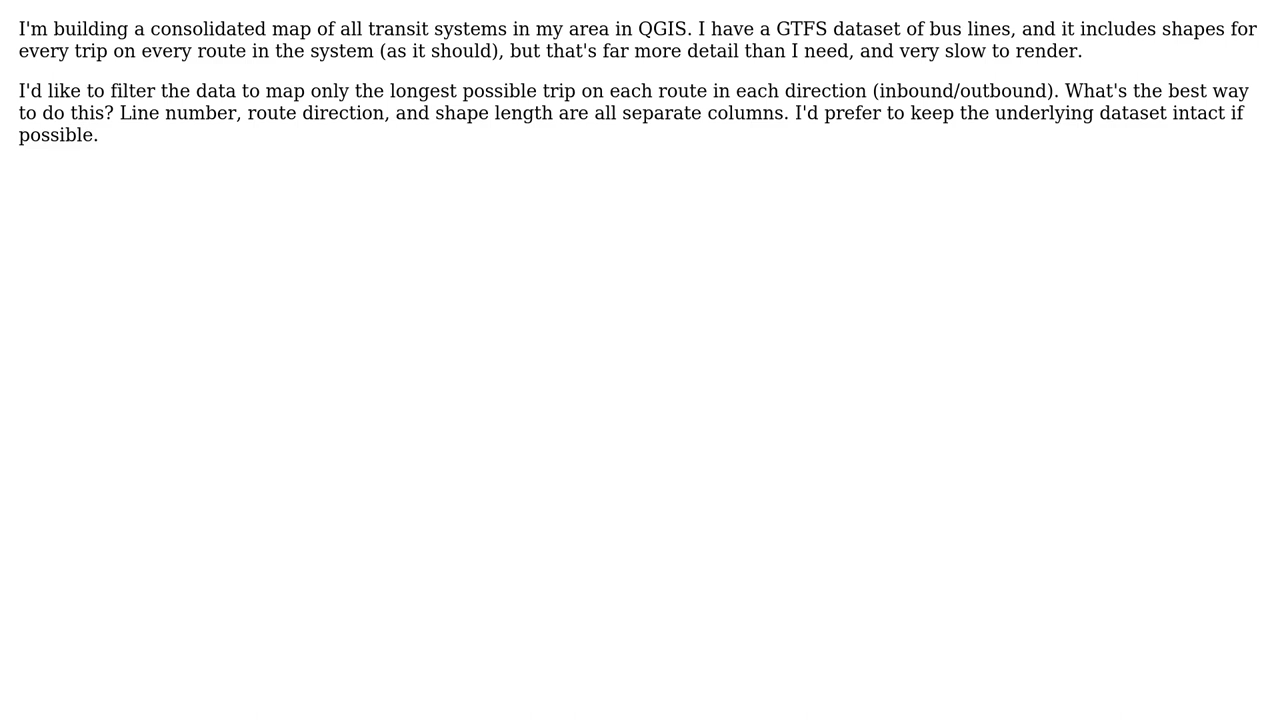 I'm building a consolidated map of all transit systems in my area in QGIS. I have a GTFS dataset of bus lines, and it includes shapes for
every trip on every route in the system (as it should), but that's far more detail than I need, and very slow to render.
I'd like to filter the data to map only the longest possible trip on each route in each direction (inbound/outbound). What's the best way
to do this? Line number, route direction, and shape length are all separate columns. I'd prefer to keep the underlying dataset intact if
possible.